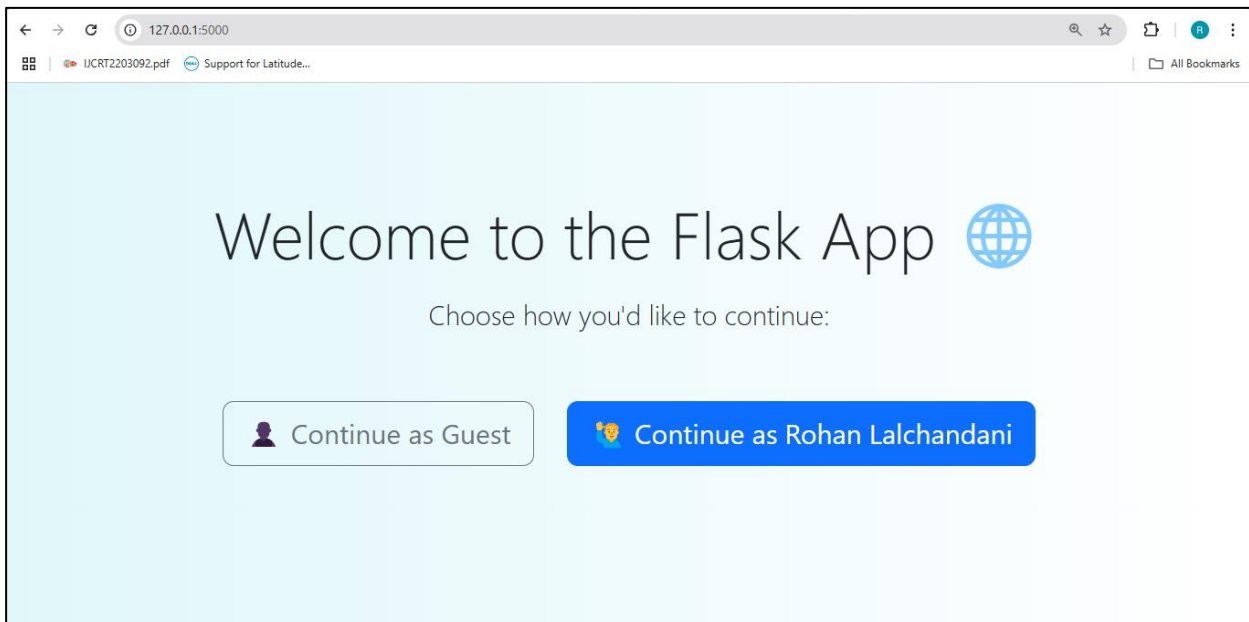 127.0.0.1:5000
R
IJCRT2203092.pdf Support for Latitude... All Bookmarks
Welcome to the Flask App
Choose how you'd like to continue:
Continue as Guest Continue as Rohan Lalchandani